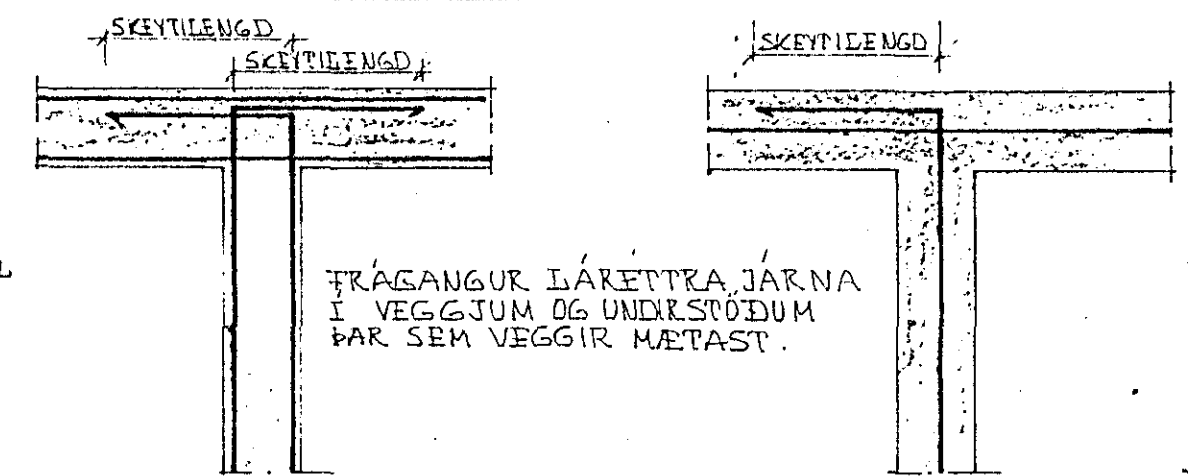 SKEYTILENGD
SKEYTILENGD
SKEYTILENGD
FRÁGANGUR LÁRÉTTRA JÁRNA
Í VEGGJUM OG UNDIRSTÖÐUM
ÞAR SEM VEGGIR MÆTAST.